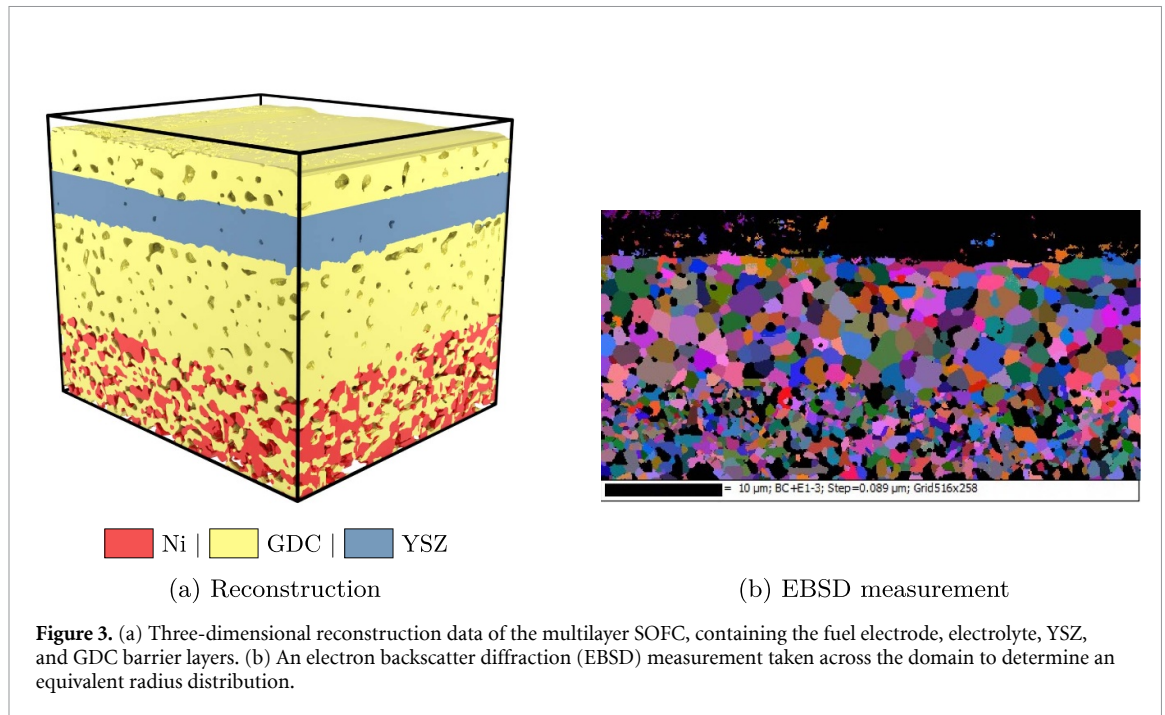 = 10 µm; BC+E1-3; Step=0.089 µm; Grid516x258
Ni | GDC | YSZ
(a) Reconstruction
(b) EBSD measurement
Figure 3. (a) Three-dimensional reconstruction data of the multilayer SOFC, containing the fuel electrode, electrolyte, YSZ,
and GDC barrier layers. (b) An electron backscatter diffraction (EBSD) measurement taken across the domain to determine an
equivalent radius distribution.